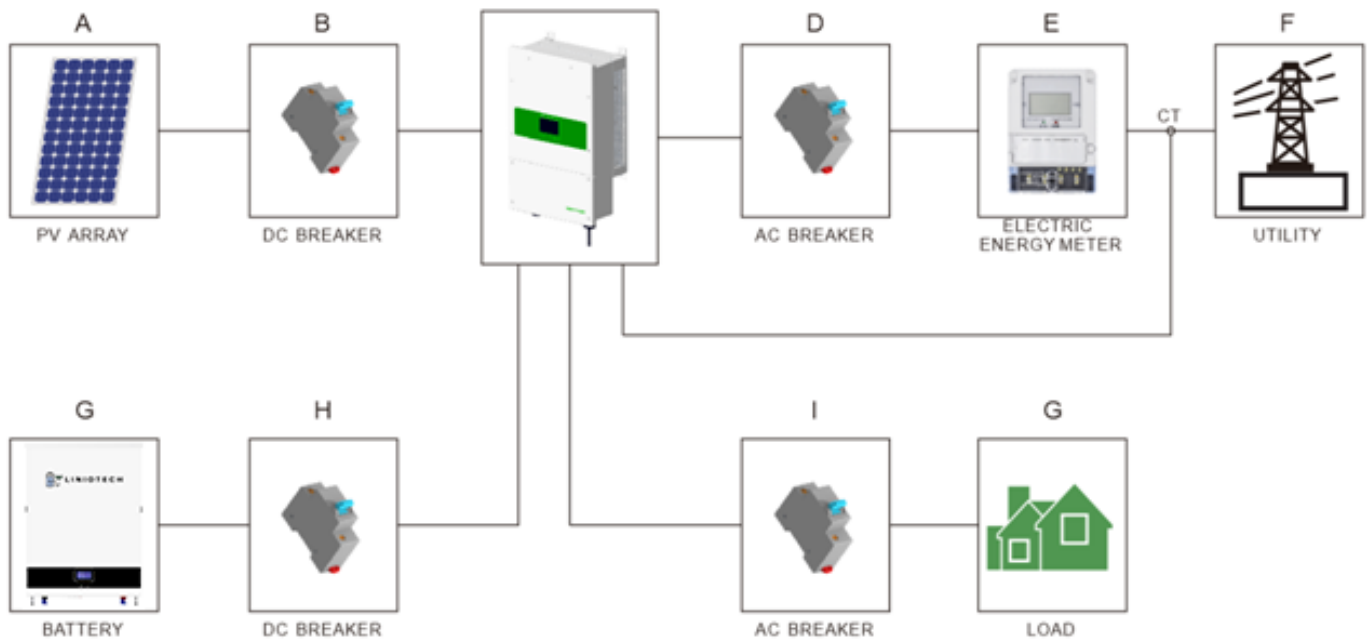 A
B
D
E
F
CT
PV ARRAY
DC BREAKER
AC BREAKER
ELECTRIC
ENERGY METER
UTILITY
G
H
I
G
LINIOTECH
BATTERY
DC BREAKER
AC BREAKER
LOAD